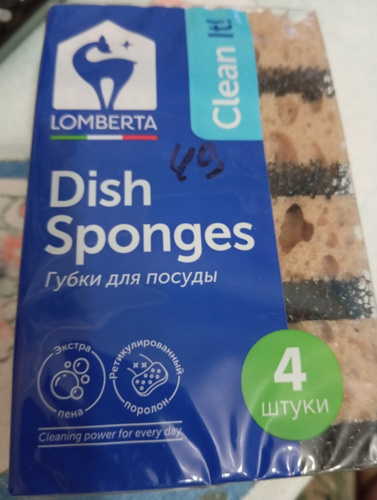 Clean It!
LOMBERTA
49
Dish
Sponges
Губки для посуды
Экстра
пена
Ретикулированный
поролон
4
штуки
Cleaning power for every day